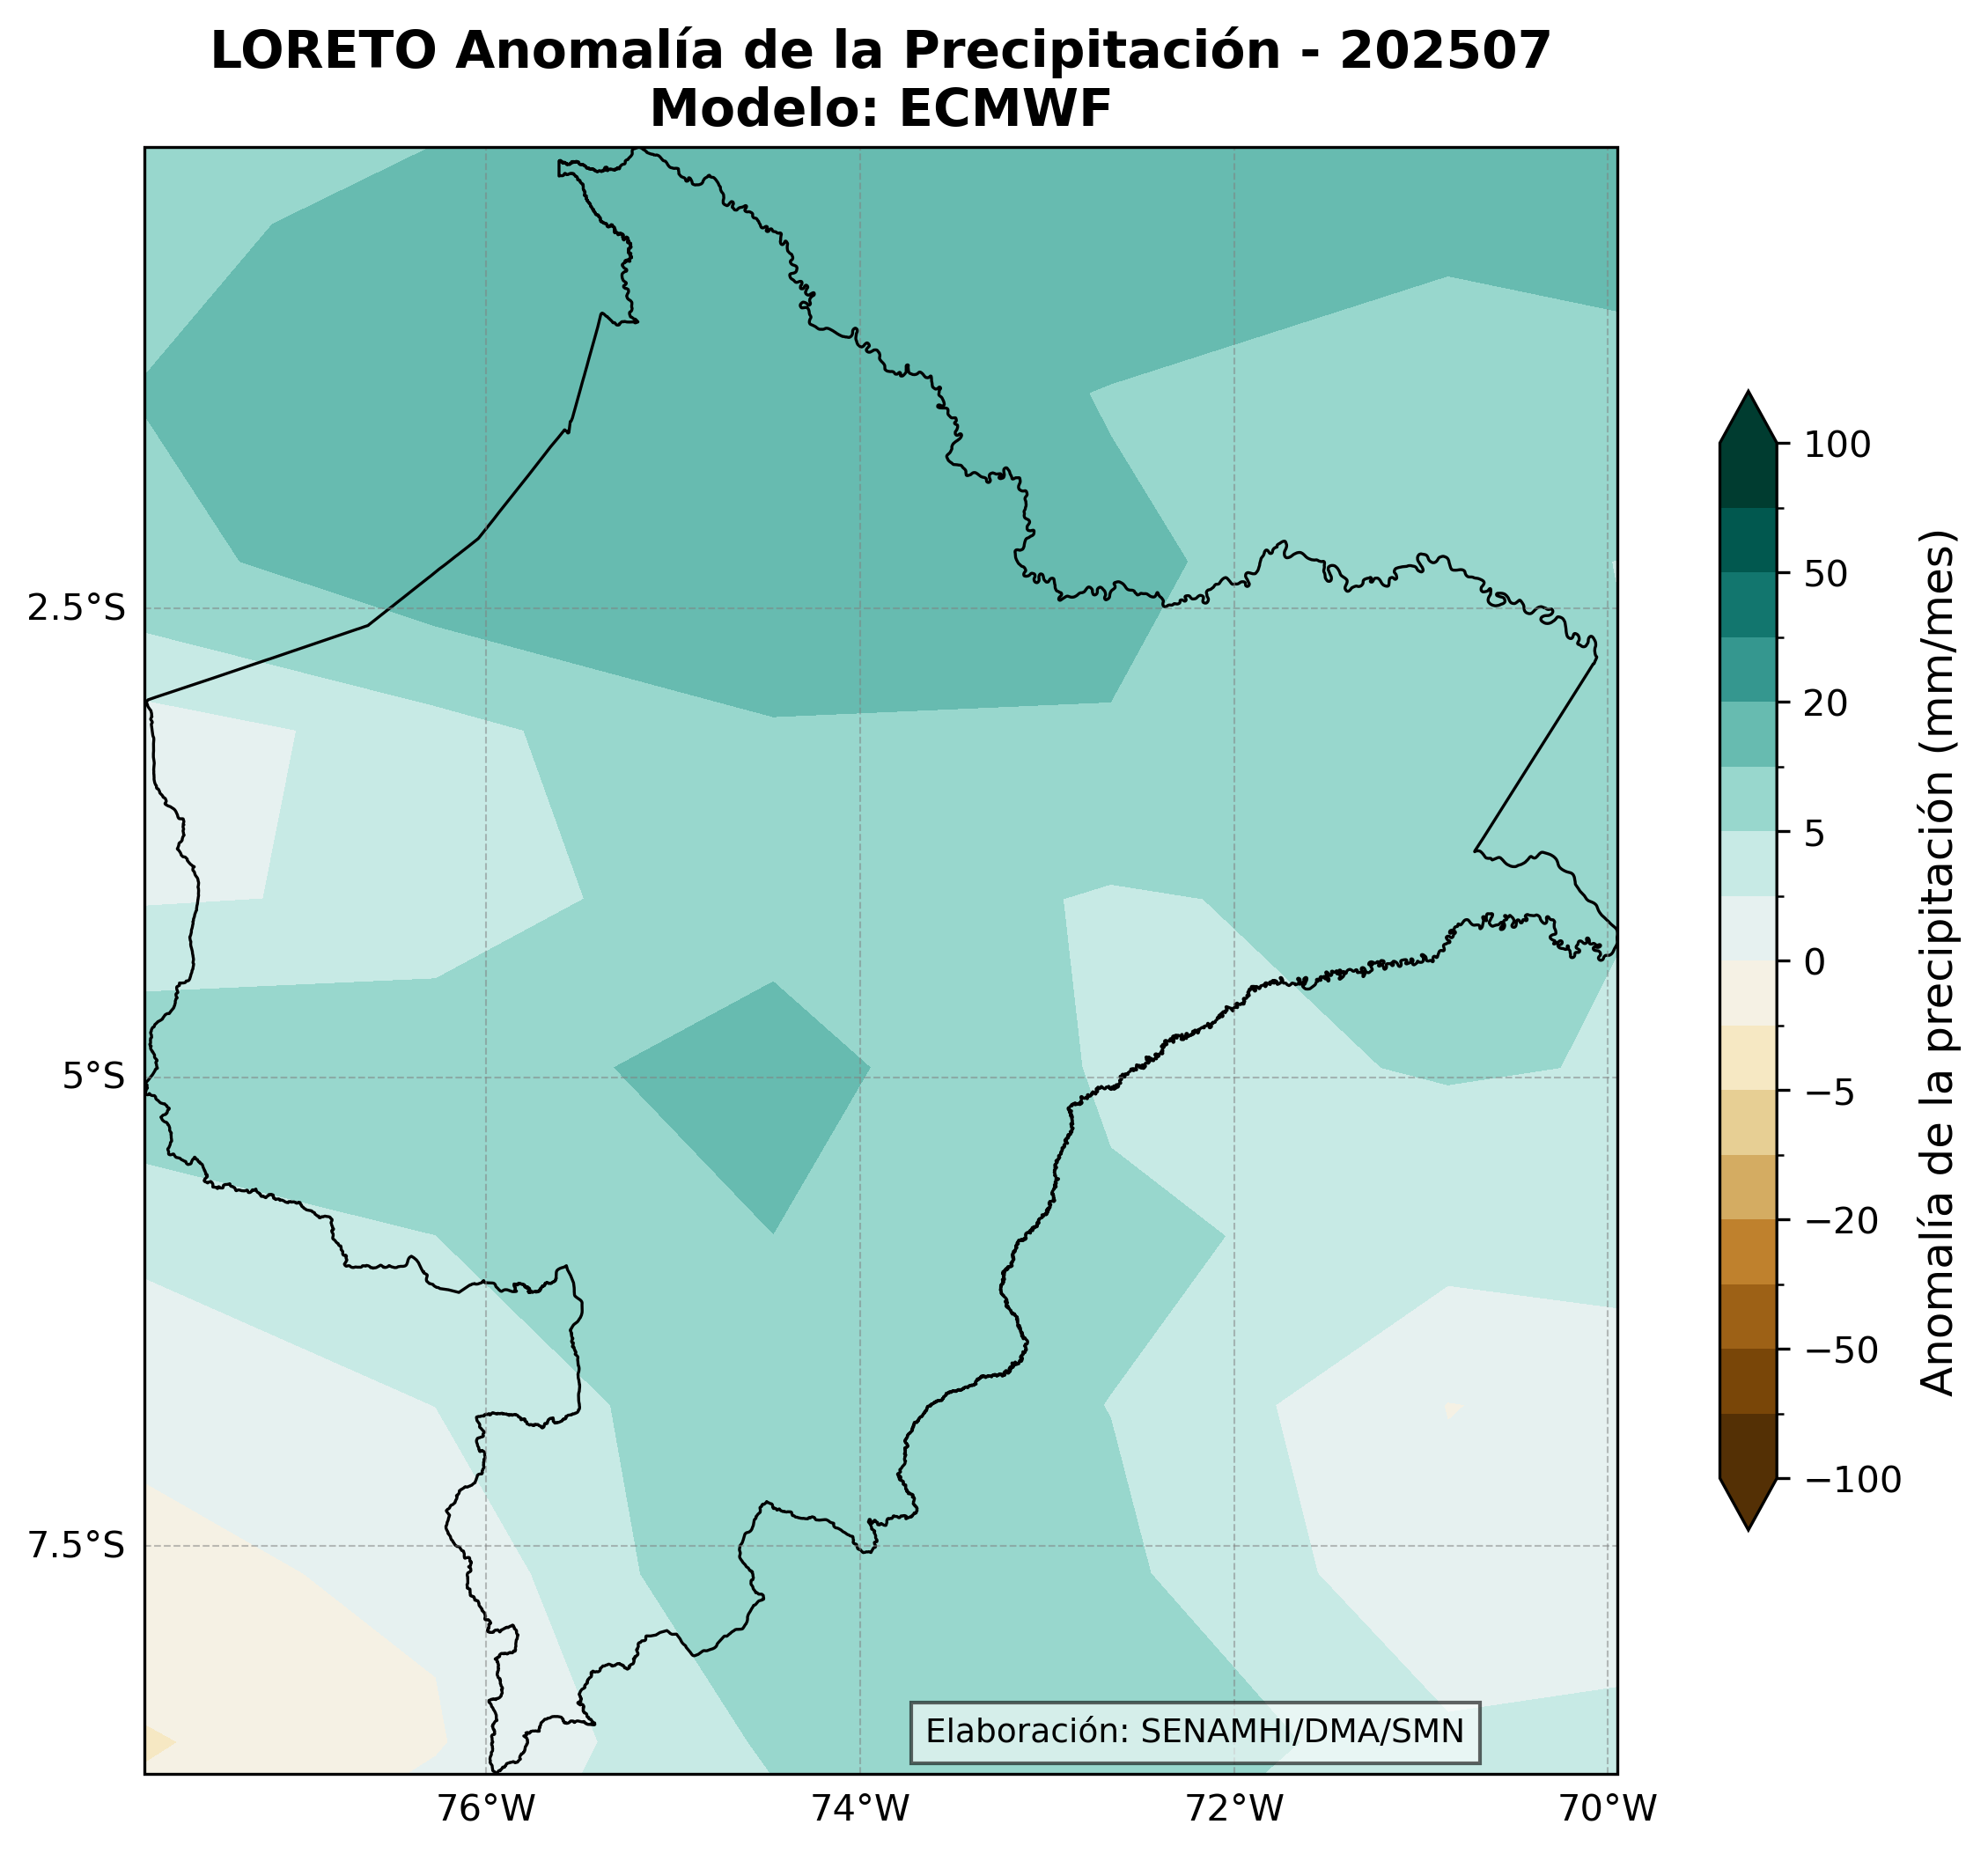 LORETO Anomalía de la Precipitación - 202507
Modelo: ECMWF
2.5°S
5°S
7.5°S
76°W
74°W
72°W
70°W
Elaboración: SENAMHI/DMA/SMN
100
50
20
5
0
−5
−20
−50
−100
Anomalía de la precipitación (mm/mes)